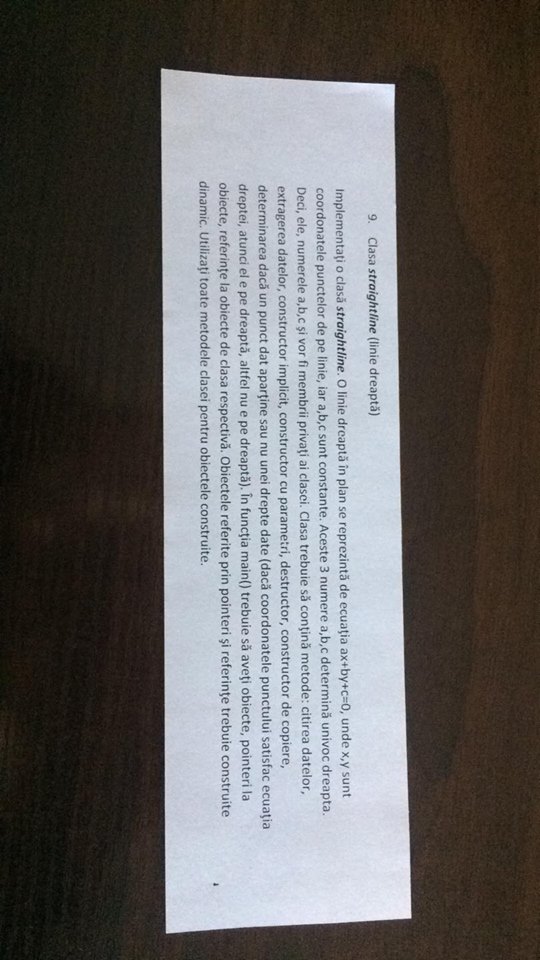 9. Clasa straightline (linie dreaptă)
Implementaţi o clasă straightline. O linie dreaptă în plan se reprezintă de ecuaţia ax+by+c=0, unde x,y sunt
coordonatele punctelor de pe linie, iar a,b,c sunt constante. Aceste 3 numere a,b,c determină univoc dreapta.
Deci, ele, numerele a,b,c şi vor fi membrii privaţi ai clasei. Clasa trebuie să conţină metode: citirea datelor,
extragerea datelor, constructor implicit, constructor cu parametri, destructor, constructor de copiere,
determinarea dacă un punct dat aparţine sau nu unei drepte date (dacă coordonatele punctului satisfac ecuaţia
dreptei, atunci el e pe dreaptă, altfel nu e pe dreaptă). În funcţia main() trebuie să aveţi obiecte, pointeri la
obiecte, referinţe la obiecte de clasa respectivă. Obiectele referite prin pointeri şi referinţe trebuie construite
dinamic. Utilizaţi toate metodele clasei pentru obiectele construite.